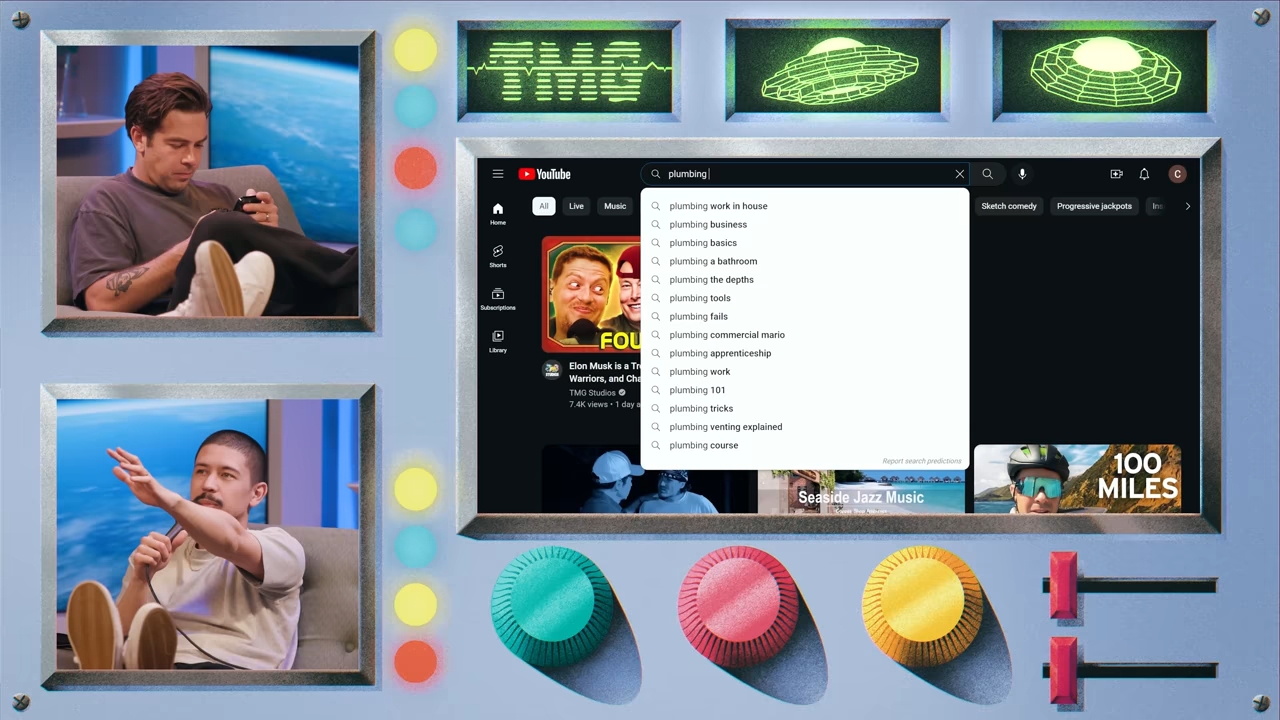 TMG
YouTube
plumbing
C
All
Live
Music
Sketch comedy
Progressive jackpots
Home
Shorts
Subscriptions
Library
plumbing work in house
plumbing business
plumbing basics
plumbing a bathroom
plumbing the depths
plumbing tools
plumbing fails
plumbing commercial mario
plumbing apprenticeship
plumbing work
plumbing 101
plumbing tricks
plumbing venting explained
plumbing course
Report search predictions
FOU
Elon Musk is a Tr
Warriors, and Cha
TMG Studios
7.4K views • 1 day a
Seaside Jazz Music
100
MILES